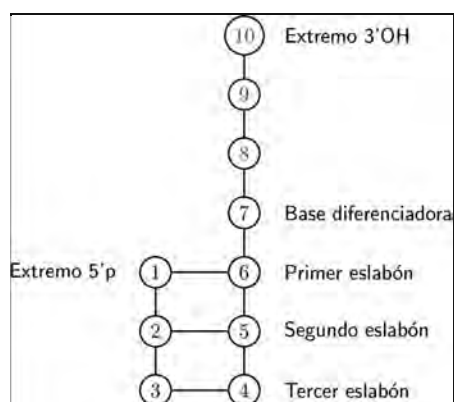 10 Extremo 3'OH
9
8
7 Base diferenciadora
Extremo 5'p 1 6 Primer eslabón
2 5 Segundo eslabón
3 4 Tercer eslabón